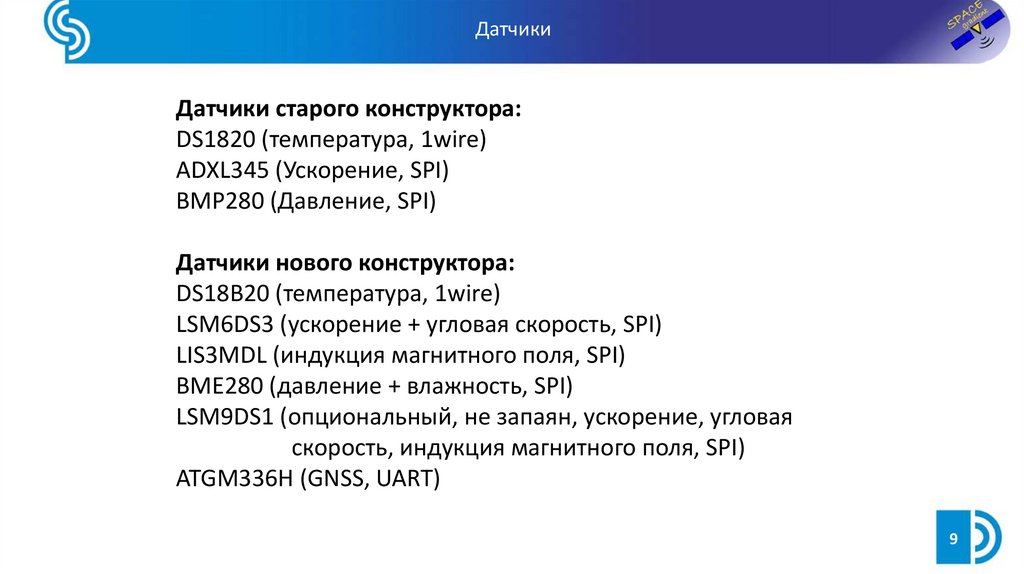 Датчики
SPACE
gradient
Датчики старого конструктора:
DS1820 (температура, 1wire)
ADXL345 (Ускорение, SPI)
BMP280 (Давление, SPI)
Датчики нового конструктора:
DS18B20 (температура, 1wire)
LSM6DS3 (ускорение + угловая скорость, SPI)
LIS3MDL (индукция магнитного поля, SPI)
BME280 (давление + влажность, SPI)
LSM9DS1 (опциональный, не запаян, ускорение, угловая
скорость, индукция магнитного поля, SPI)
ATGM336H (GNSS, UART)
9